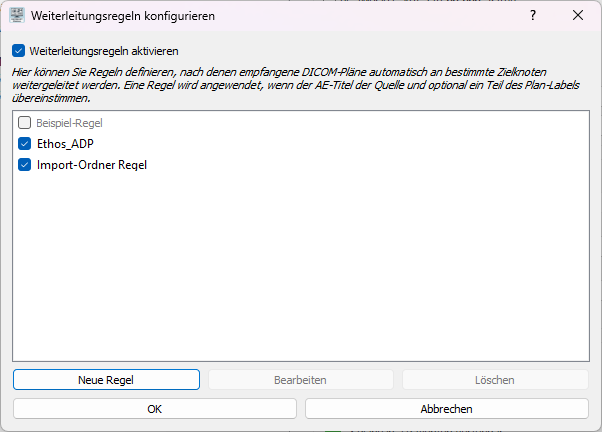 Weiterleitungsregeln konfigurieren
?
Weiterleitungsregeln aktivieren
Hier können Sie Regeln definieren, nach denen empfangene DICOM-Pläne automatisch an bestimmte Zielknoten
weitergeleitet werden. Eine Regel wird angewendet, wenn der AE-Titel der Quelle und optional ein Teil des Plan-Labels
übereinstimmen.
Beispiel-Regel
Ethos_ADP
Import-Ordner Regel
Neue Regel
Bearbeiten
Löschen
OK
Abbrechen